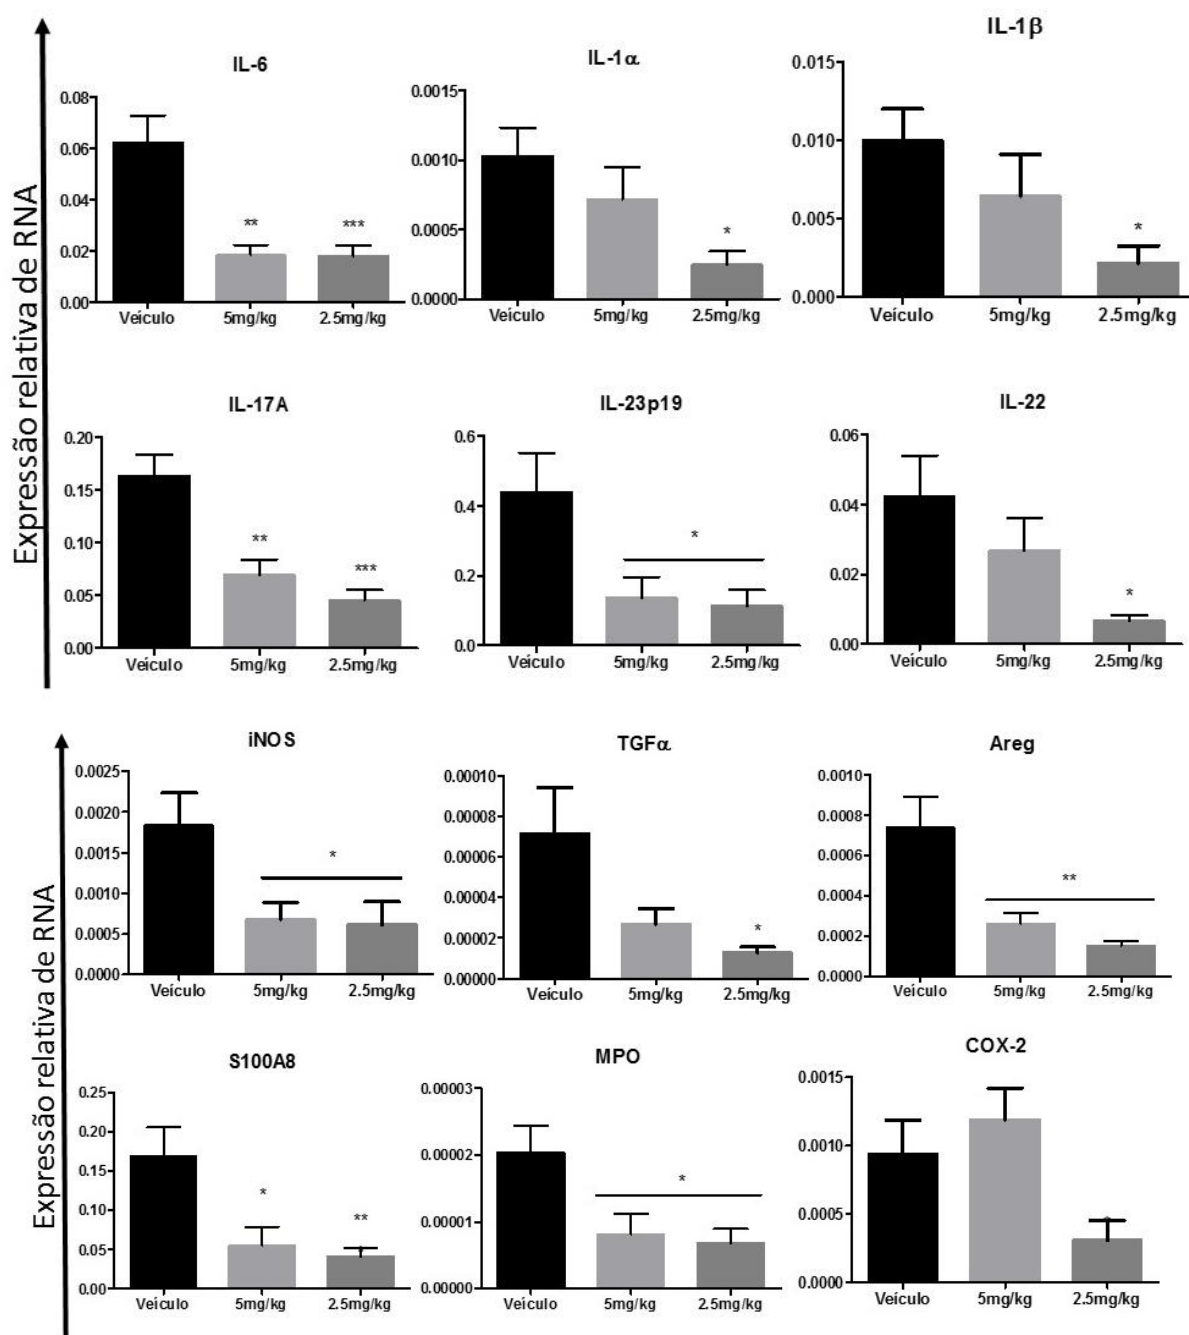 Expressão relativa de RNA
IL-6
0.08
0.06
0.04
0.02
0.00
**
***
Veículo 5mg/kg 2.5mg/kg
IL-1α
0.0015
0.0010
0.0005
0.0000
*
Veículo 5mg/kg 2.5mg/kg
IL-1β
0.015
0.010
0.005
0.000
*
Veículo 5mg/kg 2.5mg/kg
IL-17A
0.20
0.15
0.10
0.05
0.00
**
***
Veículo 5mg/kg 2.5mg/kg
IL-23p19
0.6
0.4
0.2
0.0
*
Veículo 5mg/kg 2.5mg/kg
IL-22
0.06
0.04
0.02
0.00
*
Veículo 5mg/kg 2.5mg/kg
Expressão relativa de RNA
iNOS
0.0025
0.0020
0.0015
0.0010
0.0005
0.0000
*
Veículo 5mg/kg 2.5mg/kg
TGFα
0.00010
0.00008
0.00006
0.00004
0.00002
0.00000
*
Veículo 5mg/kg 2.5mg/kg
Areg
0.0010
0.0008
0.0006
0.0004
0.0002
0.0000
**
Veículo 5mg/kg 2.5mg/kg
S100A8
0.25
0.20
0.15
0.10
0.05
0.00
*
**
Veículo 5mg/kg 2.5mg/kg
MPO
0.00003
0.00002
0.00001
0.00000
*
Veículo 5mg/kg 2.5mg/kg
COX-2
0.0015
0.0010
0.0005
0.0000
Veículo 5mg/kg 2.5mg/kg